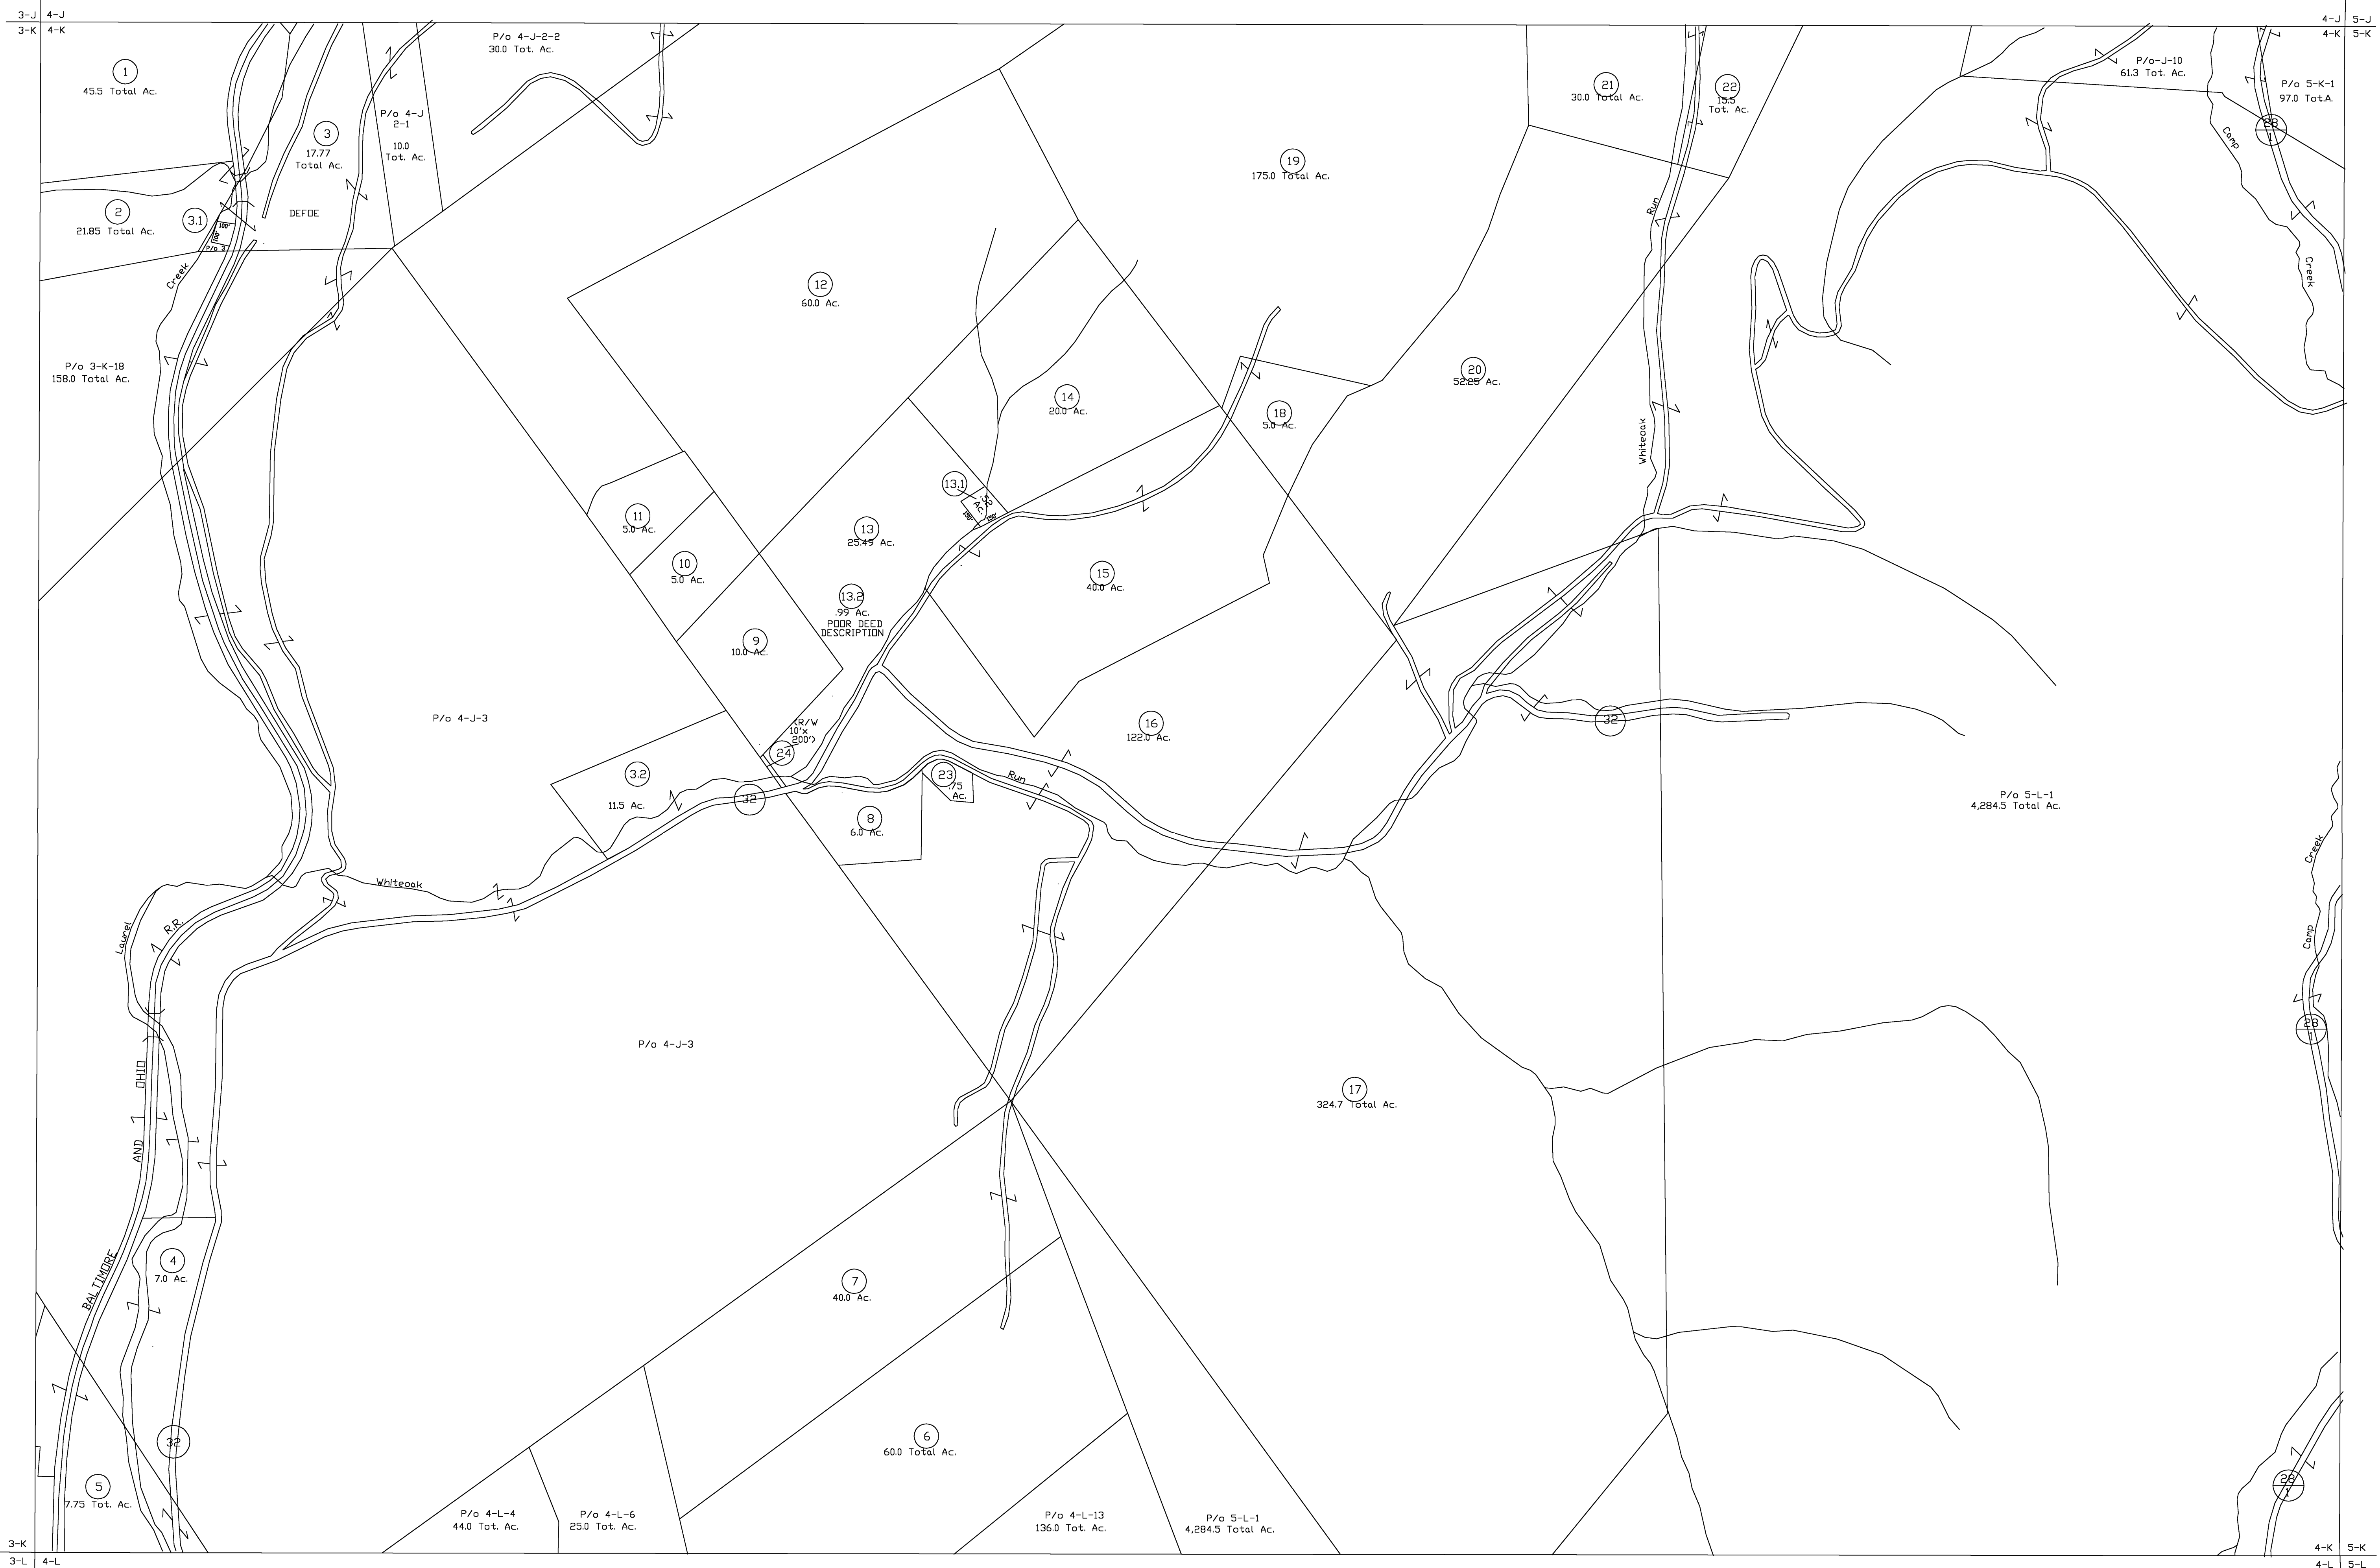 3-J 4-J
3-K 4-K
4-J 5-J
4-K 5-K
P/o 4-J-2-2
30.0 Tot. Ac.
P/o-J-10
61.3 Tot. Ac.
P/o 5-K-1
97.0 Tot.A.
1
45.5 Total Ac.
3
17.77
Total Ac.
P/o 4-J
2-1
10.0
Tot. Ac.
21
30.0 Total Ac.
22
15.5
Tot. Ac.
28
1
Camp
Creek
19
175.0 Total Ac.
2
21.85 Total Ac.
3.1
100'
100'
P/o 3
DEFOE
Creek
Run
12
60.0 Ac.
P/o 3-K-18
158.0 Total Ac.
20
52.25 Ac.
14
20.0 Ac.
18
5.0 Ac.
Whiteoak
13.1
.52
Ac.
150'
150'
11
5.0 Ac.
13
25.49 Ac.
10
5.0 Ac.
15
40.0 Ac.
13.2
.99 Ac.
POOR DEED
DESCRIPTION
9
10.0 Ac.
P/o 4-J-3
(R/W
10'x
200')
24
16
122.0 Ac.
32
3.2
11.5 Ac.
32
23
.75
Ac.
Run
8
6.0 Ac.
P/o 5-L-1
4,284.5 Total Ac.
Creek
Camp
Whiteoak
Laurel
R.R.
P/o 4-J-3
28
1
OHIO
AND
BALTIMORE
17
324.7 Total Ac.
4
7.0 Ac.
7
40.0 Ac.
32
6
60.0 Total Ac.
5
7.75 Tot. Ac.
28
1
P/o 4-L-4
44.0 Tot. Ac.
P/o 4-L-6
25.0 Tot. Ac.
P/o 4-L-13
136.0 Tot. Ac.
P/o 5-L-1
4,284.5 Total Ac.
3-K
3-L 4-L
4-K 5-K
4-L 5-L